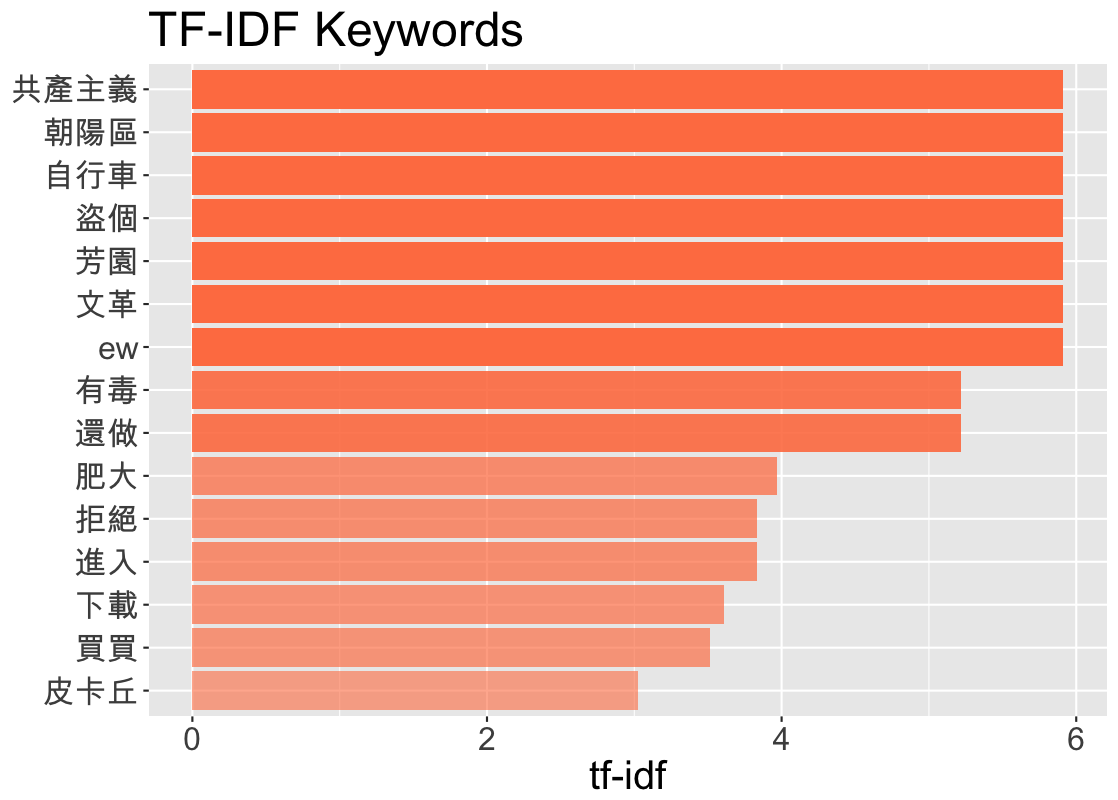 TF-IDF Keywords
共產主義
朝陽區
自行車
盜個
芳園
文革
ew
有毒
還做
肥大
拒絕
進入
下載
買買
皮卡丘
0 2 4 6
tf-idf